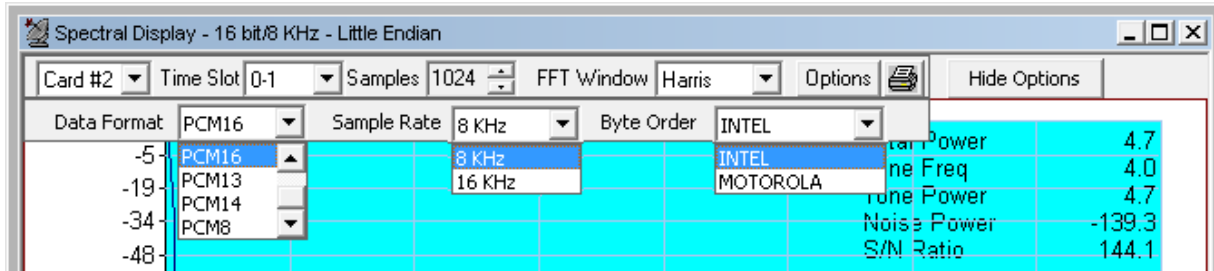 Spectral Display - 16 bit/8 KHz - Little Endian
Card #2 Time Slot 0-1 Samples 1024 FFT Window Harris Options Hide Options
Data Format PCM16 Sample Rate 8 KHz Byte Order INTEL
Power 4.7
-5 PCM16 8 KHz INTEL
Freq 4.0
-19 PCM13 16 KHz MOTOROLA
PCM14 Tone Power 4.7
-34 PCM8 Noise Power -139.3
-48 S/N Ratio 144.1